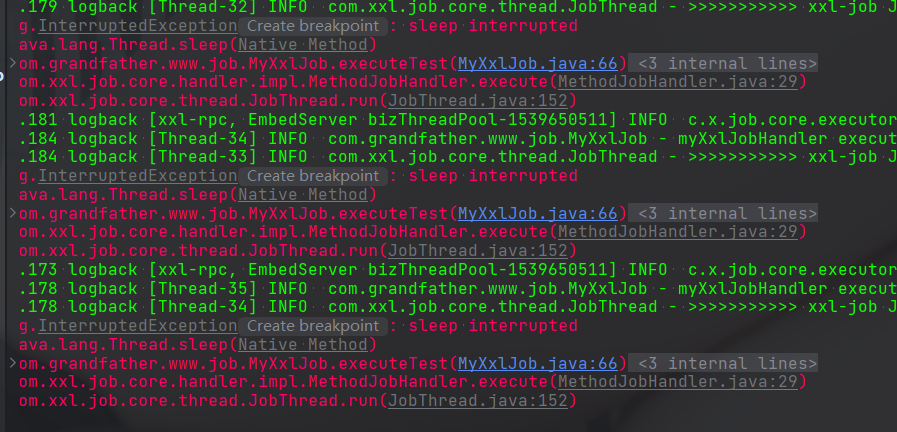 .179 logback [Thread-32] INFO  com.xxl.job.core.thread.JobThread - >>>>>>>>>>> xxl-job J
g.InterruptedException Create breakpoint : sleep interrupted
ava.lang.Thread.sleep(Native Method)
om.grandfather.www.job.MyXxlJob.executeTest(MyXxlJob.java:66) <3 internal lines>
om.xxl.job.core.handler.impl.MethodJobHandler.execute(MethodJobHandler.java:29)
om.xxl.job.core.thread.JobThread.run(JobThread.java:152)
.181 logback [xxl-rpc, EmbedServer bizThreadPool-1539650511] INFO  c.x.job.core.executor
.184 logback [Thread-34] INFO  com.grandfather.www.job.MyXxlJob - myXxlJobHandler execut
.184 logback [Thread-33] INFO  com.xxl.job.core.thread.JobThread - >>>>>>>>>>> xxl-job J
g.InterruptedException Create breakpoint : sleep interrupted
ava.lang.Thread.sleep(Native Method)
om.grandfather.www.job.MyXxlJob.executeTest(MyXxlJob.java:66) <3 internal lines>
om.xxl.job.core.handler.impl.MethodJobHandler.execute(MethodJobHandler.java:29)
om.xxl.job.core.thread.JobThread.run(JobThread.java:152)
.173 logback [xxl-rpc, EmbedServer bizThreadPool-1539650511] INFO  c.x.job.core.executor
.178 logback [Thread-35] INFO  com.grandfather.www.job.MyXxlJob - myXxlJobHandler execut
.178 logback [Thread-34] INFO  com.xxl.job.core.thread.JobThread - >>>>>>>>>>> xxl-job J
g.InterruptedException Create breakpoint : sleep interrupted
ava.lang.Thread.sleep(Native Method)
om.grandfather.www.job.MyXxlJob.executeTest(MyXxlJob.java:66) <3 internal lines>
om.xxl.job.core.handler.impl.MethodJobHandler.execute(MethodJobHandler.java:29)
om.xxl.job.core.thread.JobThread.run(JobThread.java:152)